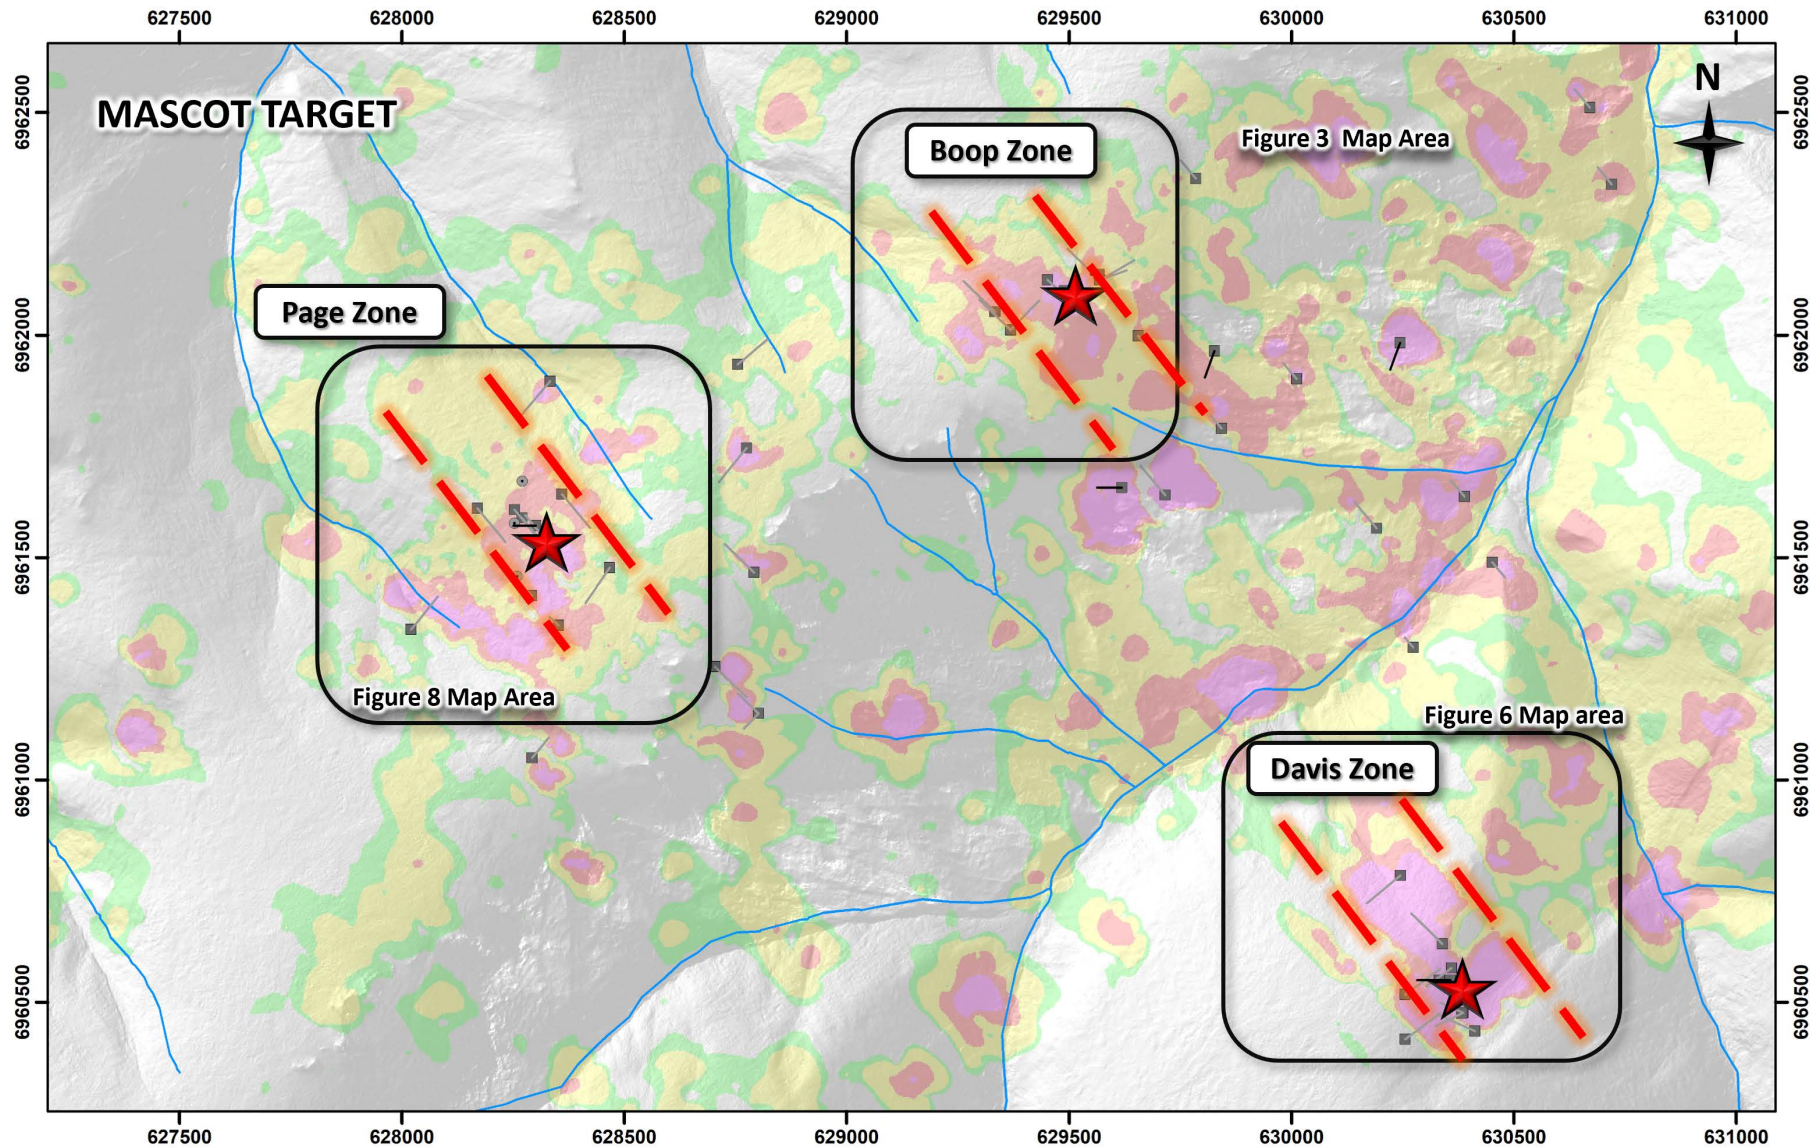 627500 628000 628500 629000 629500 630000 630500 631000
MASCOT TARGET
Boop Zone
Figure 3 Map Area
N
Page Zone
Figure 8 Map Area
Figure 6 Map area
Davis Zone
6962500
6962000
6961500
6961000
6960500
6962500
6962000
6961500
6961000
6960500
627500 628000 628500 629000 629500 630000 630500 631000